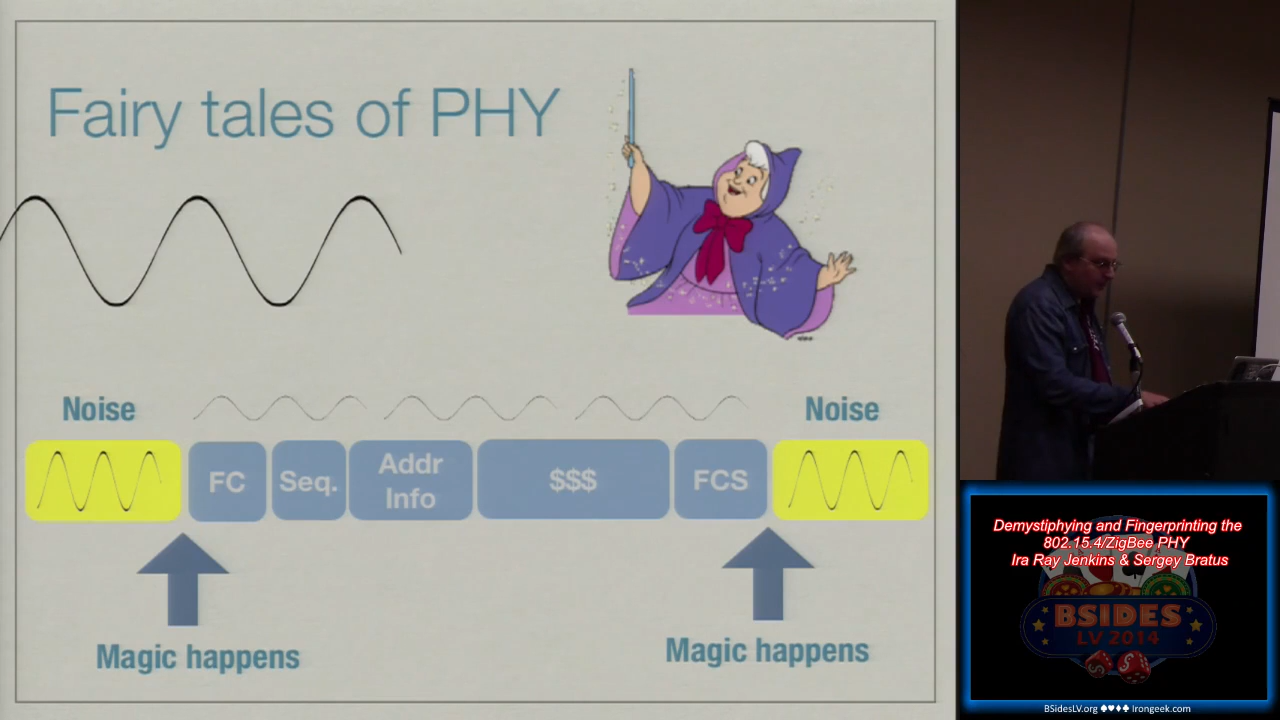 Fairy tales of PHY
Noise
Noise
FC
Seq.
Addr
Info
$$$
FCS
Magic happens
Magic happens
Demystiphying and Fingerprinting the
802.15.4/ZigBee PHY
Ira Ray Jenkins & Sergey Bratus
BSIDES
LV 2014
BSidesLV.org ♠♥♦♣ Irongeek.com